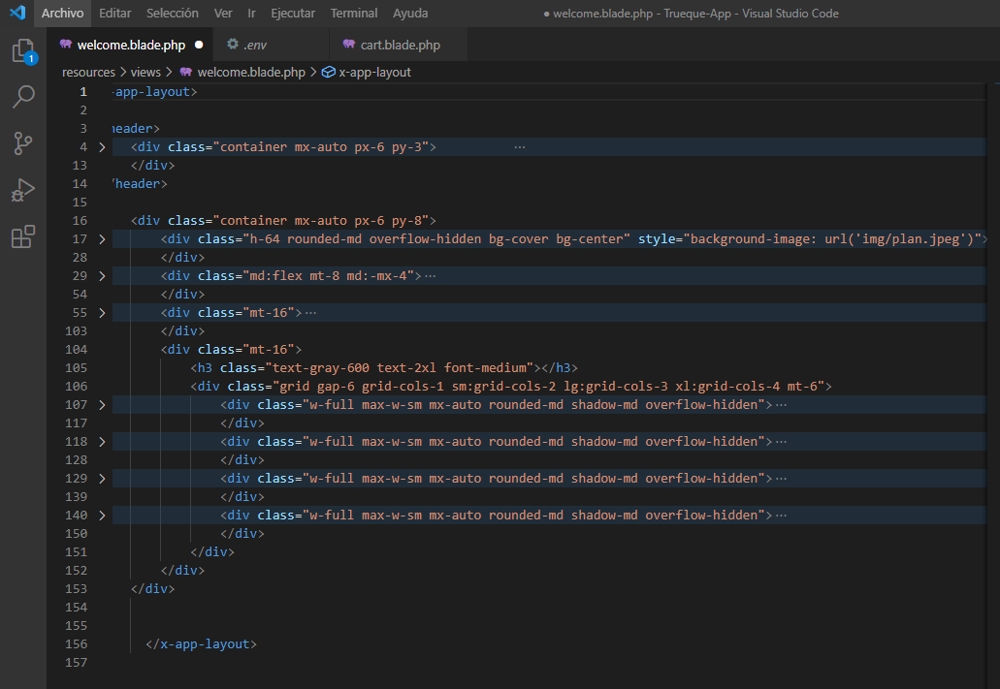 Archivo Editar Selección Ver Ir Ejecutar Terminal Ayuda ● welcome.blade.php - Trueque-App - Visual Studio Code
welcome.blade.php ● .env cart.blade.php
1
resources > views > welcome.blade.php > x-app-layout
1 -app-layout>
2
3 header>
4 > <div class="container mx-auto px-6 py-3"> ···
13 </div>
14 /header>
15
16 <div class="container mx-auto px-6 py-8">
17 > <div class="h-64 rounded-md overflow-hidden bg-cover bg-center" style="background-image: url('img/plan.jpeg')">
28 </div>
29 > <div class="md:flex mt-8 md:-mx-4">···
54 </div>
55 > <div class="mt-16">···
103 </div>
104 <div class="mt-16">
105 <h3 class="text-gray-600 text-2xl font-medium"></h3>
106 <div class="grid gap-6 grid-cols-1 sm:grid-cols-2 lg:grid-cols-3 xl:grid-cols-4 mt-6">
107 > <div class="w-full max-w-sm mx-auto rounded-md shadow-md overflow-hidden">···
117 </div>
118 > <div class="w-full max-w-sm mx-auto rounded-md shadow-md overflow-hidden">···
128 </div>
129 > <div class="w-full max-w-sm mx-auto rounded-md shadow-md overflow-hidden">···
139 </div>
140 > <div class="w-full max-w-sm mx-auto rounded-md shadow-md overflow-hidden">···
150 </div>
151 </div>
152 </div>
153 </div>
154
155
156 </x-app-layout>
157